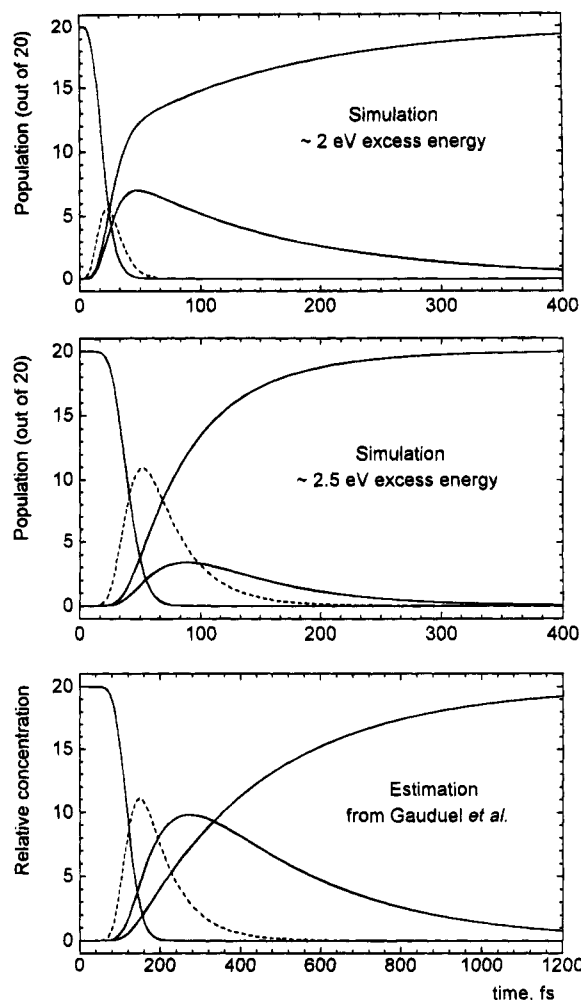 Population (out of 20)
20
15
10
5
0
Simulation
~ 2 eV excess energy
0 100 200 300 400
Population (out of 20)
20
15
10
5
0
Simulation
~ 2.5 eV excess energy
0 100 200 300 400
Relative concentration
20
15
10
5
0
Estimation
from Gauduel et al.
0 200 400 600 800 1000 1200
time, fs